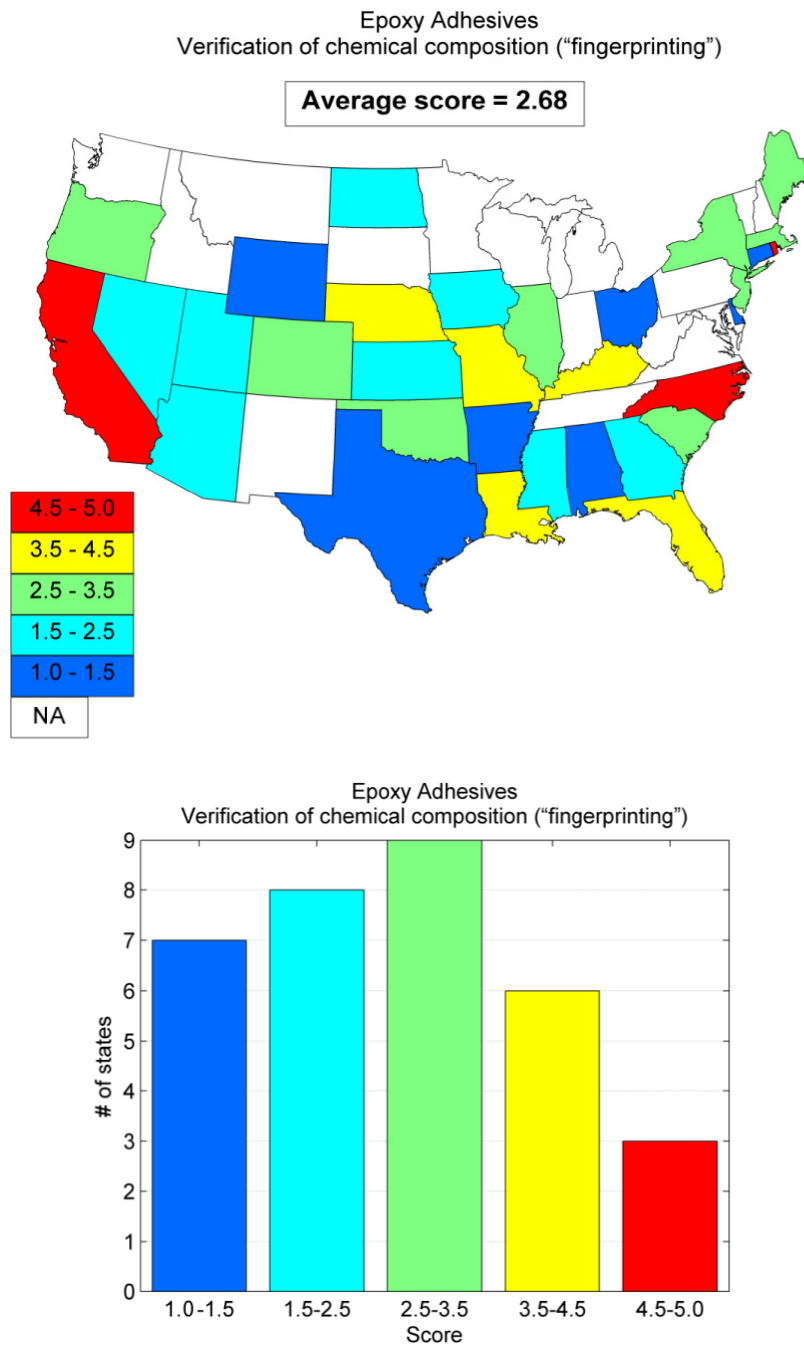 Epoxy Adhesives
Verification of chemical composition (“fingerprinting”)
Average score = 2.68
4.5 - 5.0
3.5 - 4.5
2.5 - 3.5
1.5 - 2.5
1.0 - 1.5
NA
Epoxy Adhesives
Verification of chemical composition (“fingerprinting”)
9
8
7
6
5
4
3
2
1
0
# of states
1.0-1.5 1.5-2.5 2.5-3.5 3.5-4.5 4.5-5.0
Score